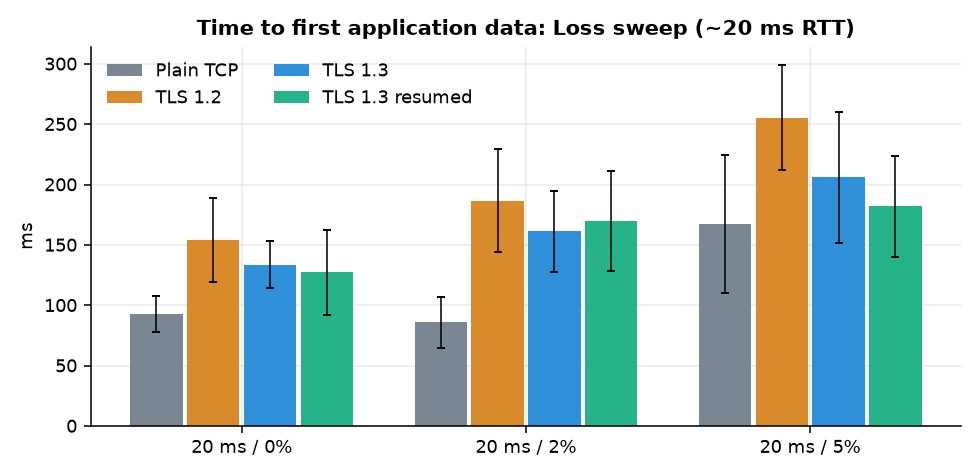 Time to first application data: Loss sweep (~20 ms RTT)
Plain TCP
TLS 1.2
TLS 1.3
TLS 1.3 resumed
ms
300
250
200
150
100
50
0
20 ms / 0%
20 ms / 2%
20 ms / 5%